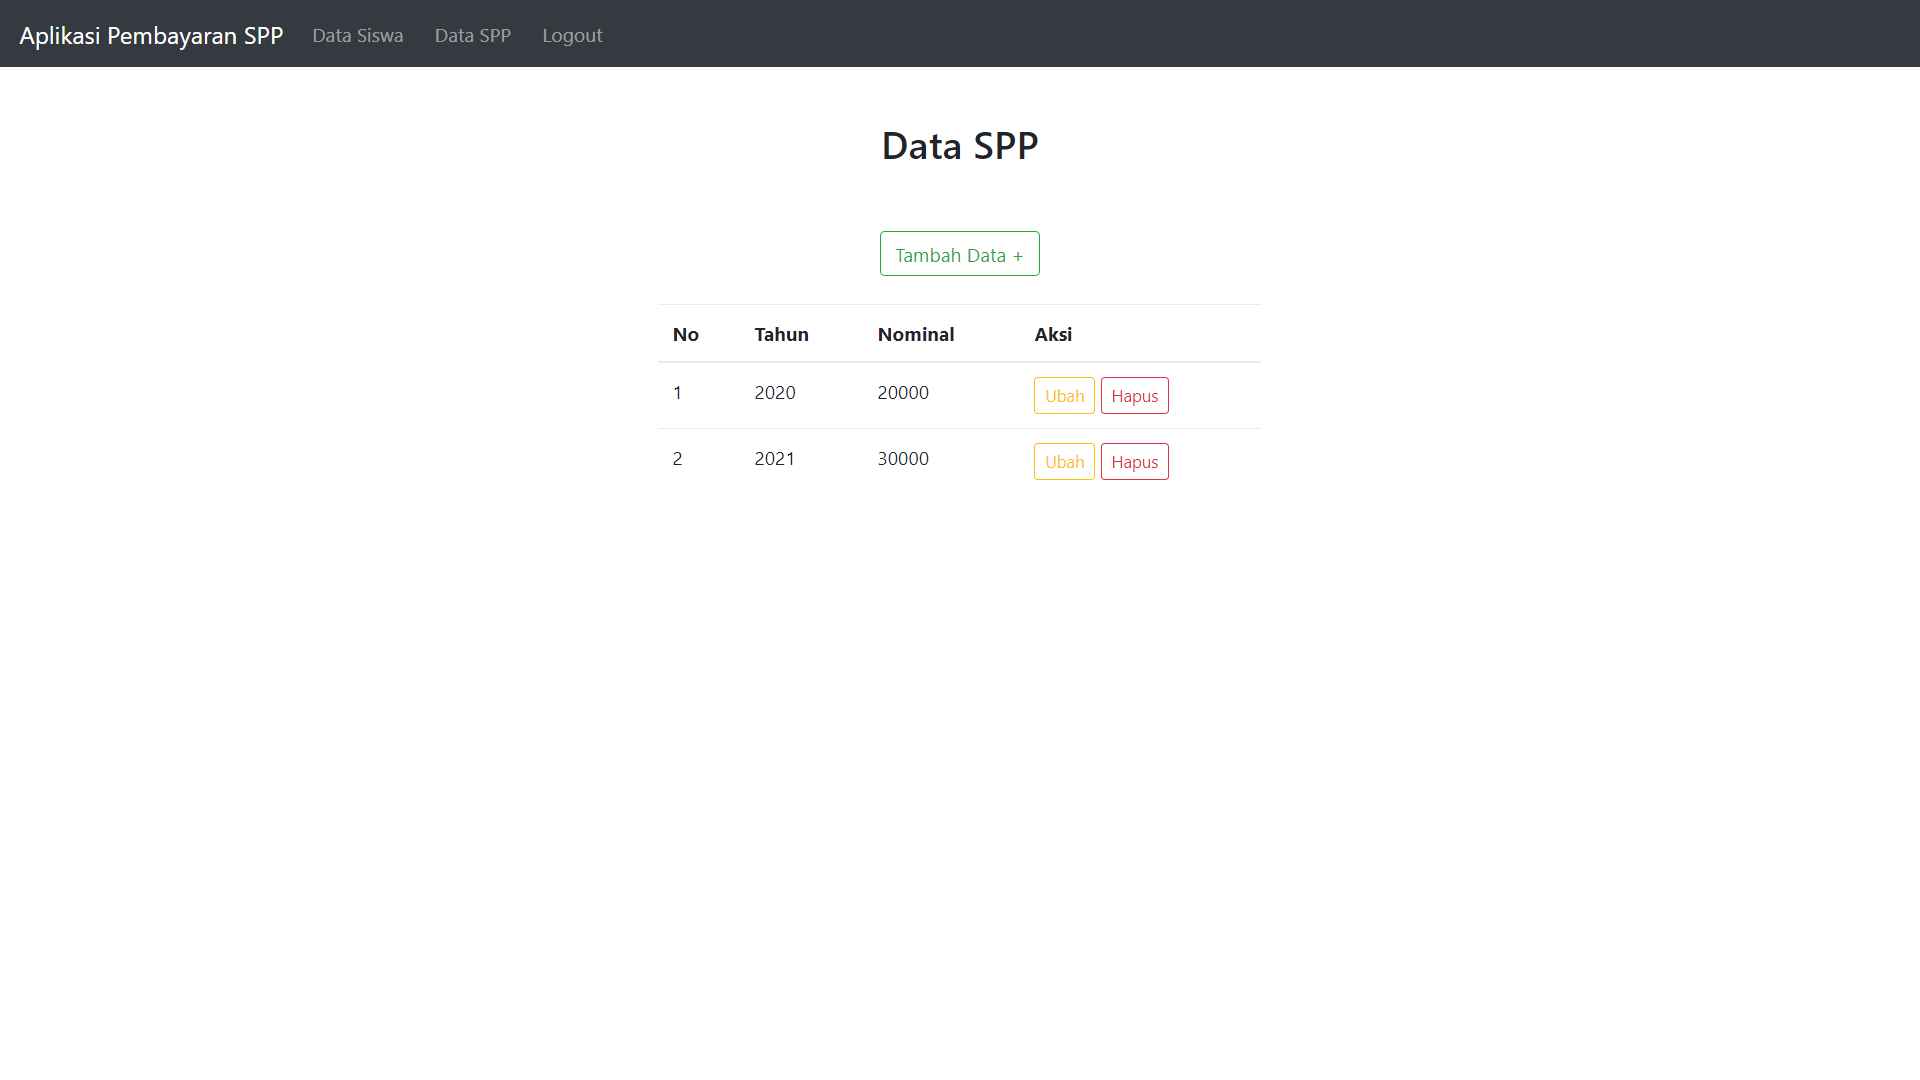 Aplikasi Pembayaran SPP Data Siswa Data SPP Logout
Data SPP
Tambah Data +
No Tahun Nominal Aksi
1 2020 20000 Ubah Hapus
2 2021 30000 Ubah Hapus